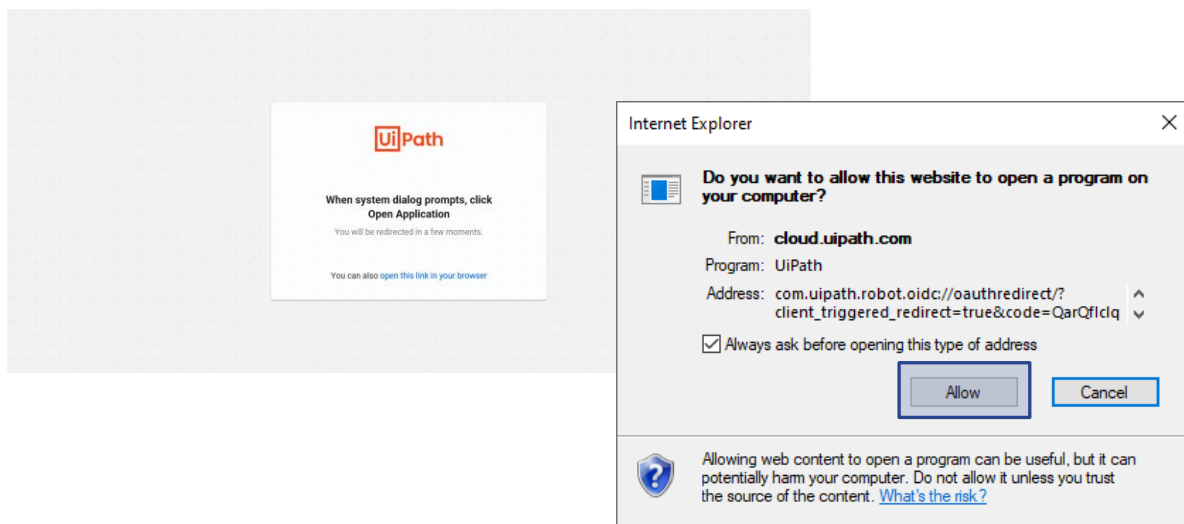 UiPath
When system dialog prompts, click
Open Application
You will be redirected in a few moments.
You can also open this link in your browser
Internet Explorer
Do you want to allow this website to open a program on
your computer?
From: cloud.uipath.com
Program: UiPath
Address: com.uipath.robot.oidc://oauthredirect/?
client_triggered_redirect=true&code=QarQflclq
Always ask before opening this type of address
Allow
Cancel
Allowing web content to open a program can be useful, but it can
potentially harm your computer. Do not allow it unless you trust
the source of the content. What's the risk?